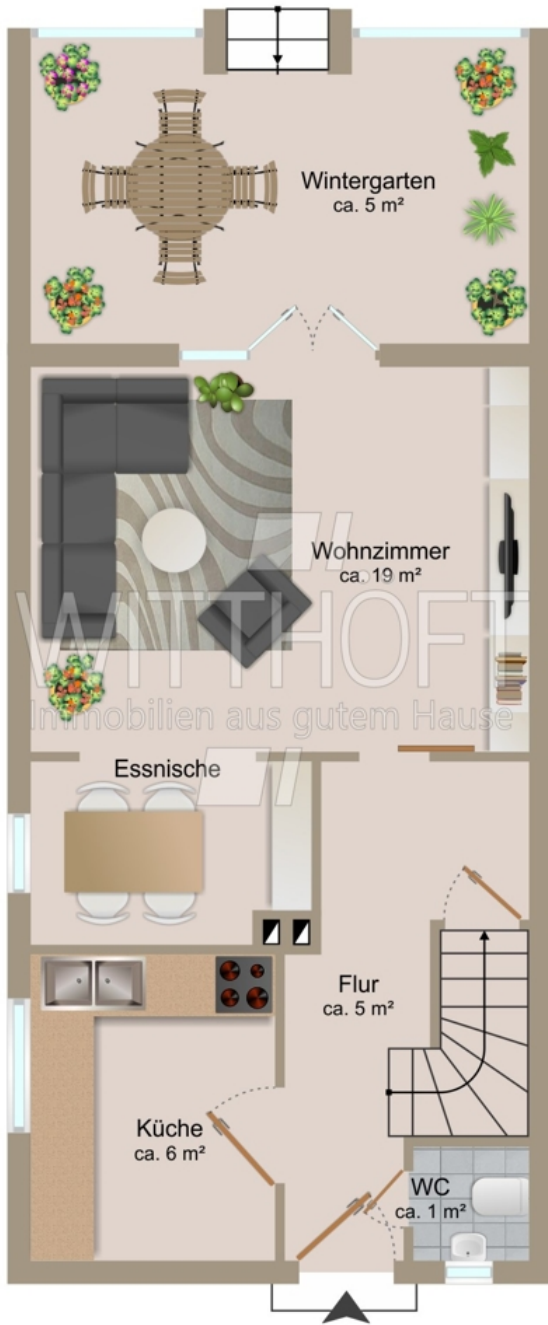 Wintergarten
ca. 5 m²
Wohnzimmer
ca. 19 m²
WITTHÖFT
Immobilien aus gutem Hause
Essnische
Flur
ca. 5 m²
Küche
ca. 6 m²
WC
ca. 1 m²